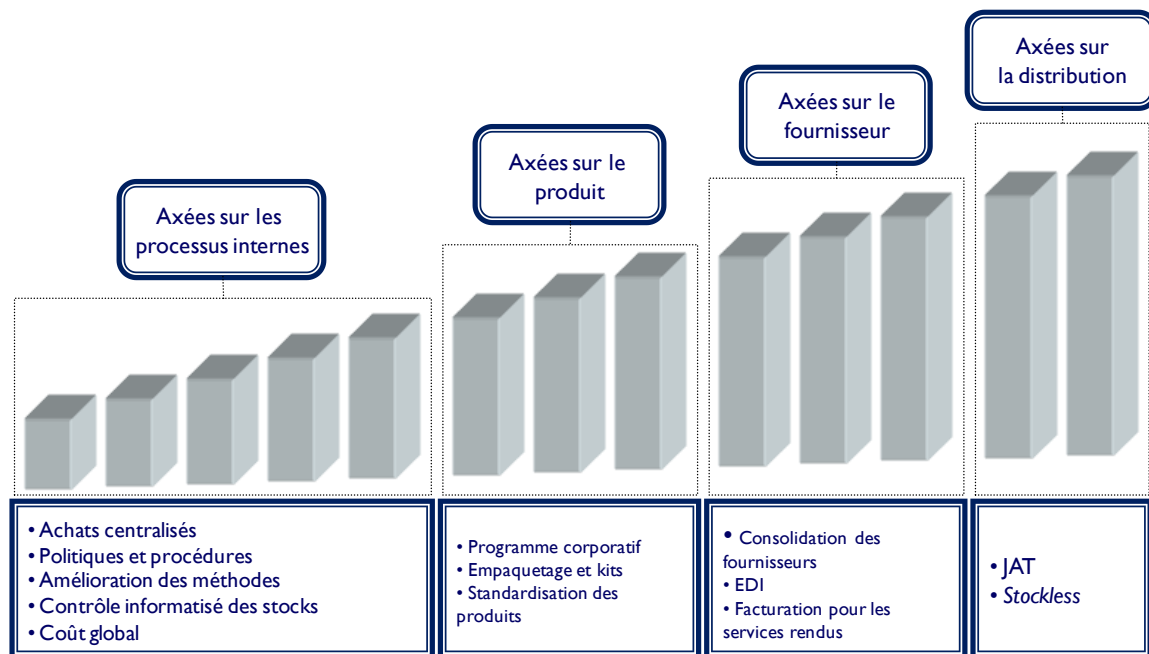 Axées sur
la distribution
Axées sur le
fournisseur
Axées sur le
produit
Axées sur les
processus internes
• Achats centralisés
• Politiques et procédures
• Amélioration des méthodes
• Contrôle informatisé des stocks
• Coût global
• Programme corporatif
• Empaquetage et kits
• Standardisation des
produits
• Consolidation des
fournisseurs
• EDI
• Facturation pour les
services rendus
• JAT
• Stockless